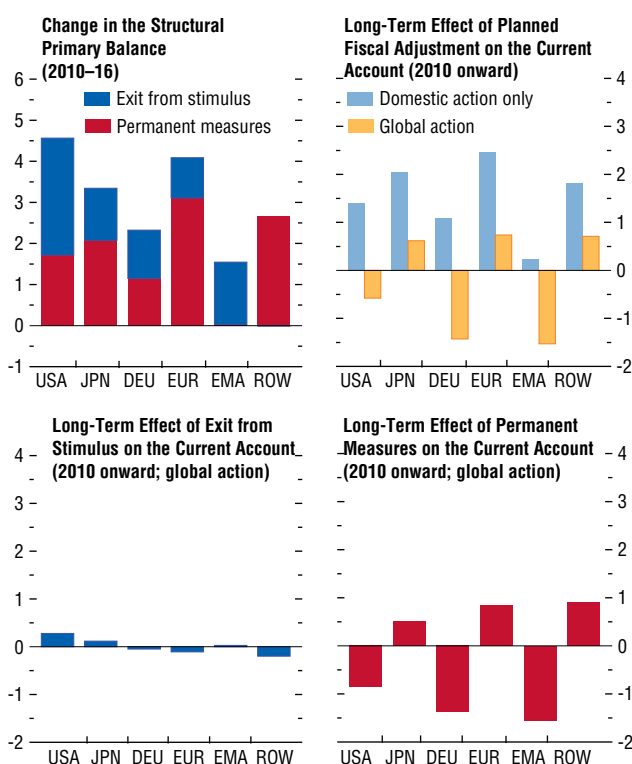 Change in the Structural
Primary Balance
(2010–16)
Exit from stimulus
Permanent measures
6
5
4
3
2
1
0
-1
USA JPN DEU EUR EMA ROW
Long-Term Effect of Planned
Fiscal Adjustment on the Current
Account (2010 onward)
Domestic action only
Global action
4
3
2
1
0
-1
-2
USA JPN DEU EUR EMA ROW
Long-Term Effect of Exit from
Stimulus on the Current Account
(2010 onward; global action)
4
3
2
1
0
-1
-2
USA JPN DEU EUR EMA ROW
Long-Term Effect of Permanent
Measures on the Current Account
(2010 onward; global action)
4
3
2
1
0
-1
-2
USA JPN DEU EUR EMA ROW